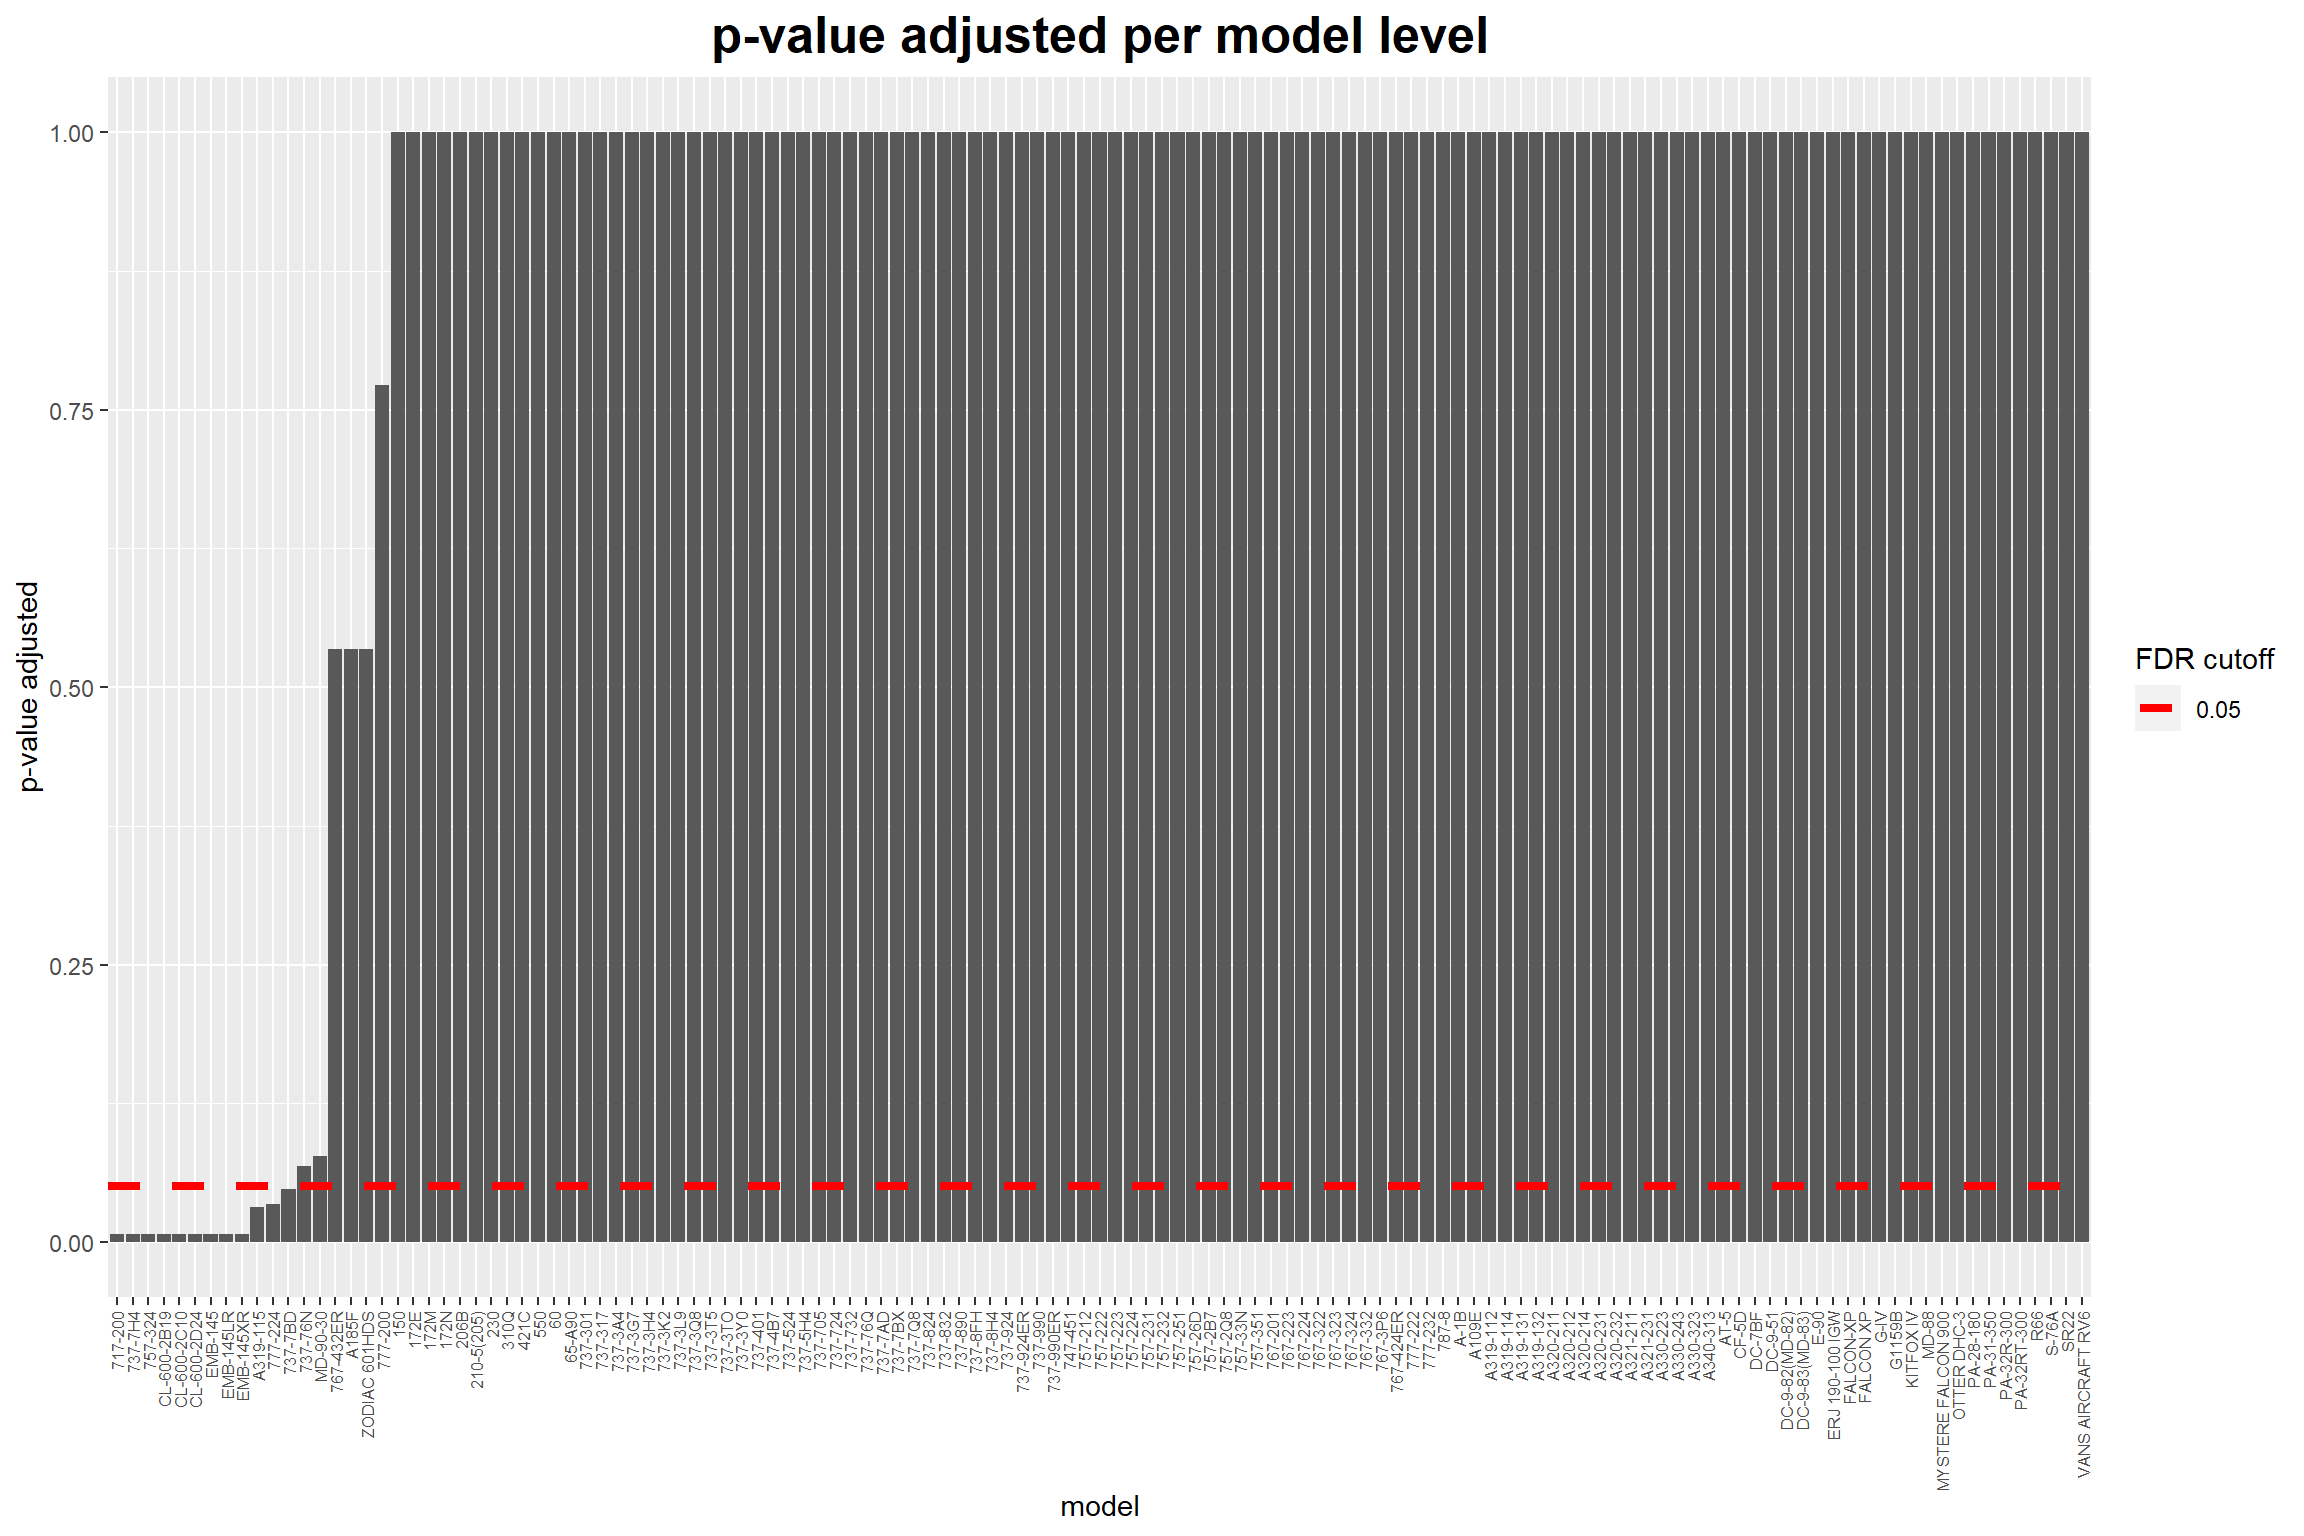 p-value adjusted per model level
p-value adjusted
1.00
0.75
0.50
0.25
0.00
717-200
737-7H4
757-324
CL-600-2B19
CL-600-2C10
CL-600-2D24
EMB-145
EMB-145LR
EMB-145XR
A319-115
777-224
737-7BD
737-76N
MD-90-30
767-432ER
A185F
ZODIAC 601HDS
777-200
150
172E
172M
172N
206B
210-5(205)
230
310Q
421C
550
60
65-A90
737-301
737-317
737-3A4
737-3G7
737-3H4
737-3K2
737-3L9
737-3Q8
737-3T5
737-3TO
737-3Y0
737-401
737-4B7
737-524
737-5H4
737-705
737-724
737-732
737-76Q
737-7AD
737-7BX
737-7Q8
737-824
737-832
737-890
737-8FH
737-8H4
737-924
737-924ER
737-990
737-990ER
747-451
757-212
757-222
757-223
757-224
757-231
757-232
757-251
757-26D
757-2B7
757-2Q8
757-33N
757-351
767-201
767-223
767-224
767-322
767-323
767-324
767-332
767-3P6
767-424ER
777-222
777-232
787-8
A-1B
A109E
A319-112
A319-114
A319-131
A319-132
A320-211
A320-212
A320-214
A320-231
A320-232
A321-211
A321-231
A330-223
A330-243
A330-323
A340-313
AT-5
CF-5D
DC-7BF
DC-9-51
DC-9-82(MD-82)
DC-9-83(MD-83)
E-90
ERJ 190-100 IGW
FALCON-XP
FALCON XP
G-IV
G1159B
KITFOX IV
MD-88
MYSTERE FALCON 900
OTTER DHC-3
PA-28-180
PA-31-350
PA-32R-300
PA-32RT-300
R66
S-76A
SR22
VANS AIRCRAFT RV6
model
FDR cutoff
0.05